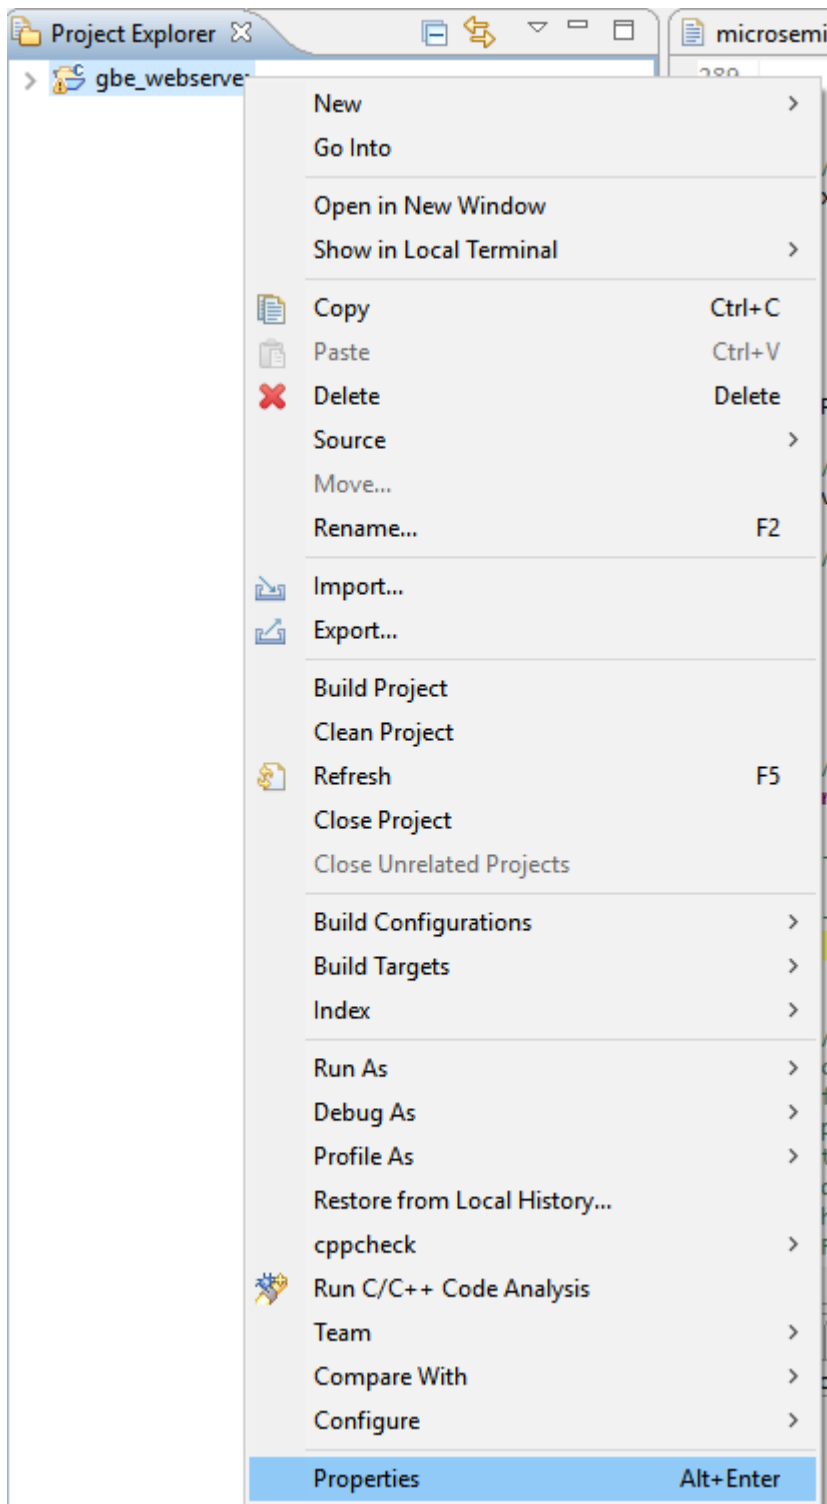 Project Explorer
microsemi
289
gbe_webserver
New
Go Into
Open in New Window
Show in Local Terminal
Copy Ctrl+C
Paste Ctrl+V
Delete Delete
Source
Move...
Rename... F2
Import...
Export...
Build Project
Clean Project
Refresh F5
Close Project
Close Unrelated Projects
Build Configurations
Build Targets
Index
Run As
Debug As
Profile As
Restore from Local History...
cppcheck
Run C/C++ Code Analysis
Team
Compare With
Configure
Properties Alt+Enter